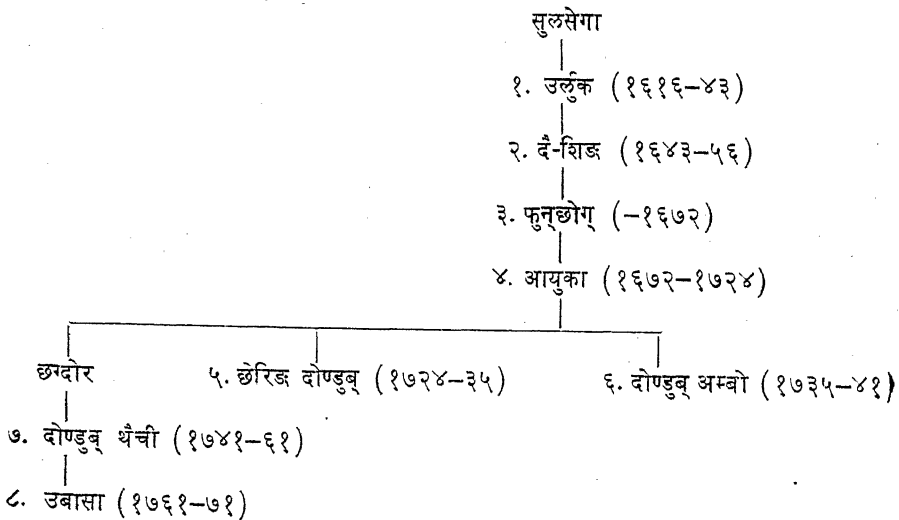 सुलसेगा
१. उर्लुक (१६१६–४३)
२. दै-शिङ (१६४३–५६)
३. फुन्छोग् (–१६७२)
४. आयुका (१६७२–१७२४)
छग्दोर
५. छेरिङ दोण्डुब् (१७२४–३५)
६. दोण्डुब् अम्बो (१७३५–४१)
७. दोण्डुब् थैची (१७४१–६१)
८. उबासा (१७६१–७१)